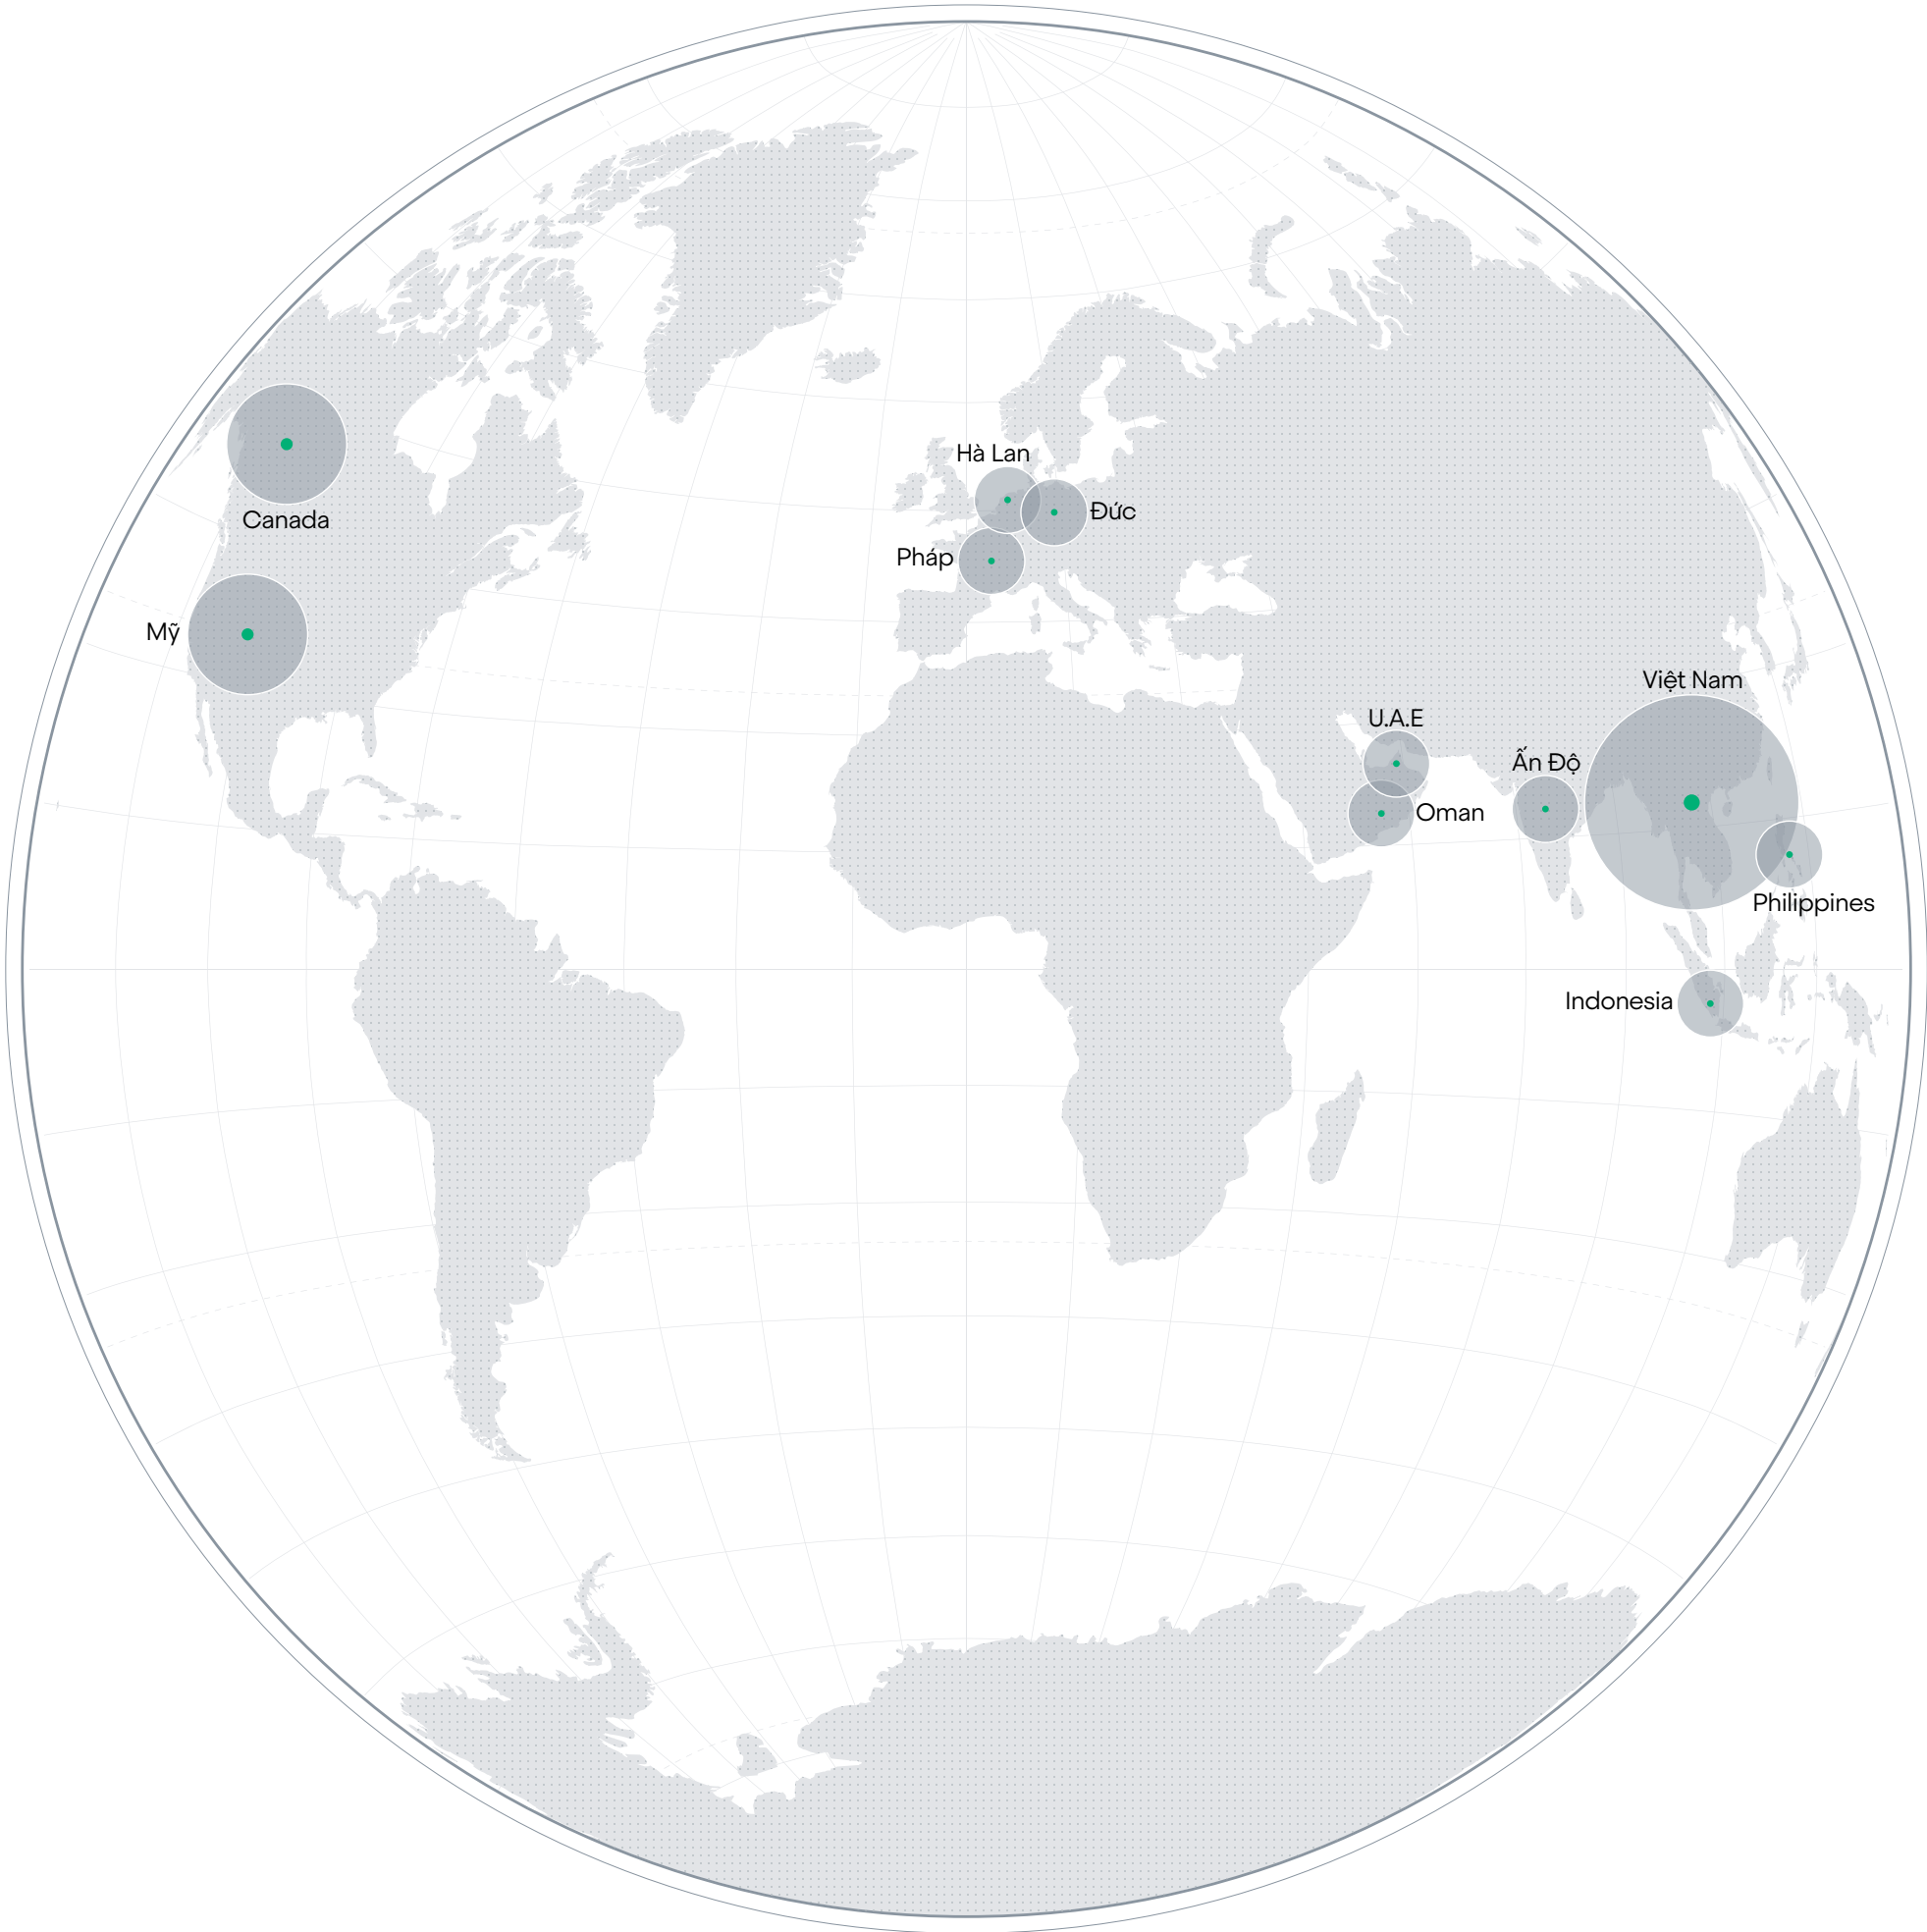 Hà Lan
Đức
Canada
Pháp
Mỹ
Việt Nam
U.A.E
Ấn Độ
Oman
Philippines
Indonesia